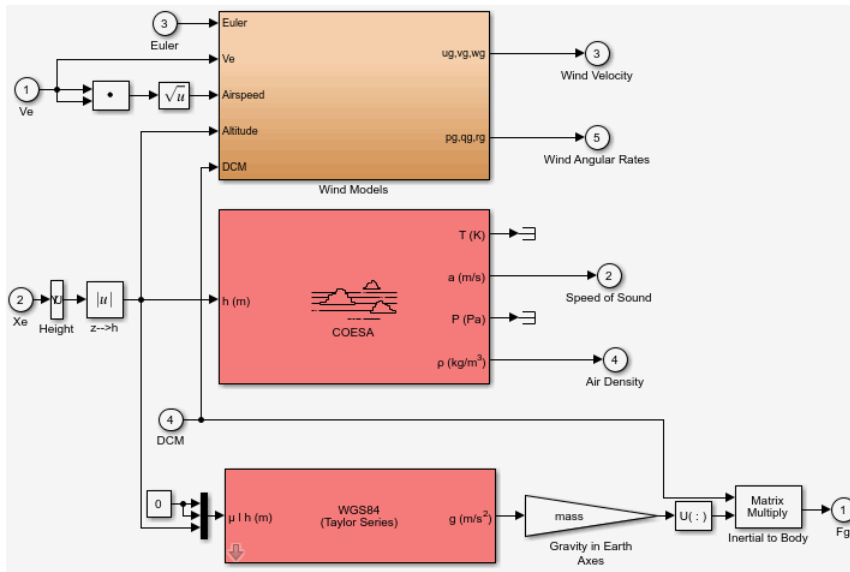 3
Euler
Euler
Ve
Airspeed
Altitude
DCM
ug,vg,wg
pg,qg,rg
Wind Models
3
Wind Velocity
5
Wind Angular Rates
1
Ve
√u
2
Xe
Height
|u|
z-->h
h (m)
COESA
T (K)
a (m/s)
P (Pa)
ρ (kg/m³)
2
Speed of Sound
4
Air Density
4
DCM
0
μ l h (m)
WGS84
(Taylor Series)
g (m/s²)
mass
Gravity in Earth
Axes
U( : )
Matrix
Multiply
Inertial to Body
1
Fg